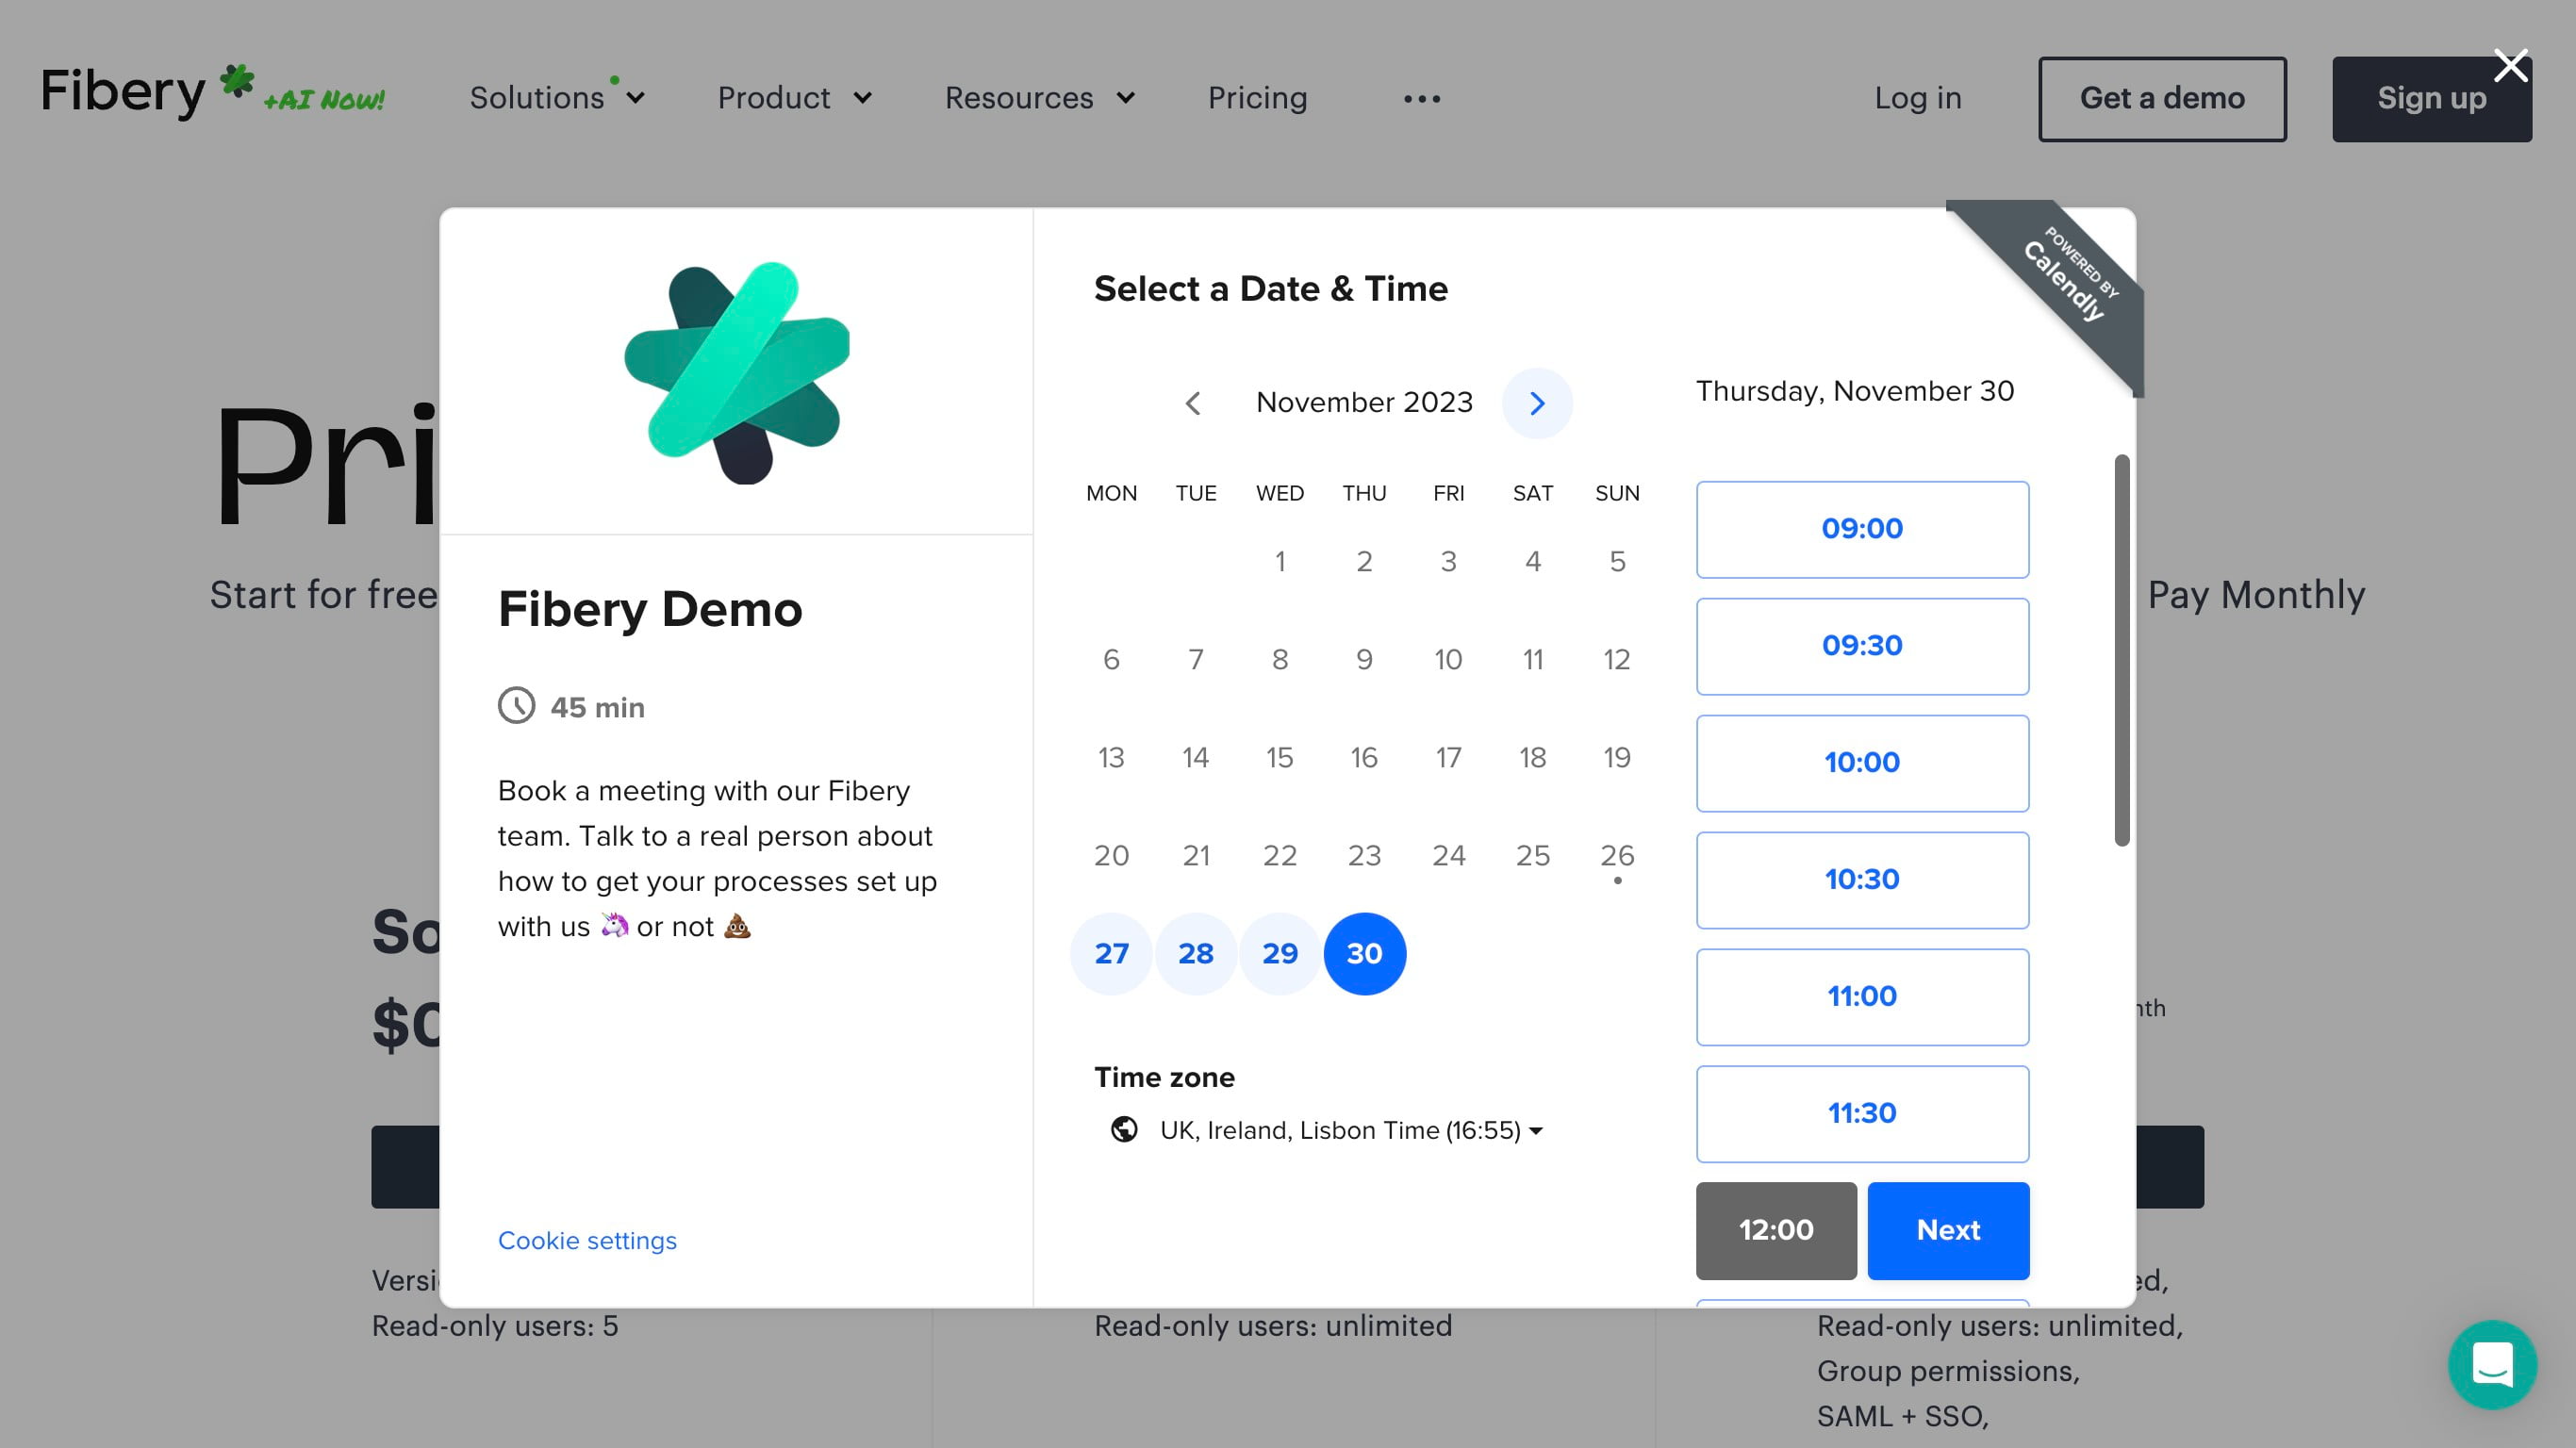 Fibery +AI Now!
Solutions
Product
Resources
Pricing
Log in
Get a demo
Sign up
Pri
Start for free
Pay Monthly
POWERED BY
Calendly
Select a Date & Time
November 2023
MON TUE WED THU FRI SAT SUN
1 2 3 4 5
6 7 8 9 10 11 12
13 14 15 16 17 18 19
20 21 22 23 24 25 26
27 28 29 30
Time zone
UK, Ireland, Lisbon Time (16:55)
Thursday, November 30
09:00
09:30
10:00
10:30
11:00
11:30
12:00
Next
Fibery Demo
45 min
Book a meeting with our Fibery
team. Talk to a real person about
how to get your processes set up
with us 🦄 or not 💩
Cookie settings
So
$0
nth
Versi
Read-only users: 5
Read-only users: unlimited
ed,
Read-only users: unlimited,
Group permissions,
SAML + SSO,